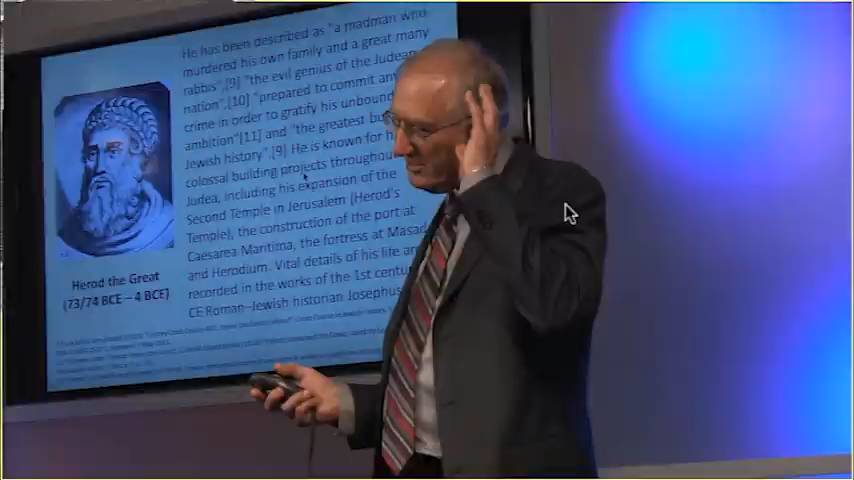 He has been described as "a madman who
murdered his own family and a great many
rabbis",[9] "the evil genius of the Judean
nation",[10] "prepared to commit any
crime in order to gratify his unbound
ambition"[11] and "the greatest bu
Jewish history".[9] He is known for h
colossal building projects throughou
Judea, including his expansion of the
Second Temple in Jerusalem (Herod's
Temple), the construction of the port at
Caesarea Maritima, the fortress at Masad
and Herodium. Vital details of his life a
recorded in the works of the 1st centu
CE Roman–Jewish historian Josephus
Herod the Great
(73/74 BCE – 4 BCE)